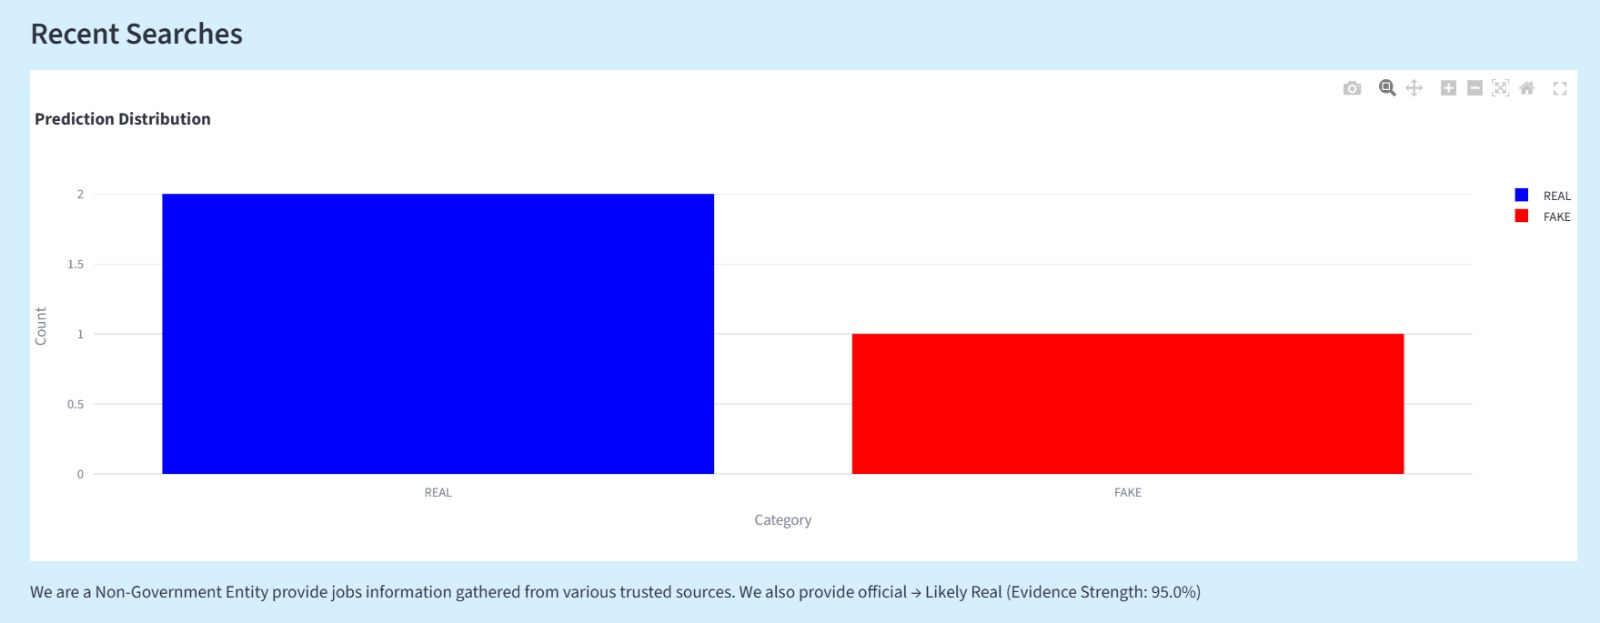 Recent Searches
Prediction Distribution
2
1.5
1
0.5
0
Count
REAL
FAKE
Category
REAL
FAKE
We are a Non-Government Entity provide jobs information gathered from various trusted sources. We also provide official → Likely Real (Evidence Strength: 95.0%)